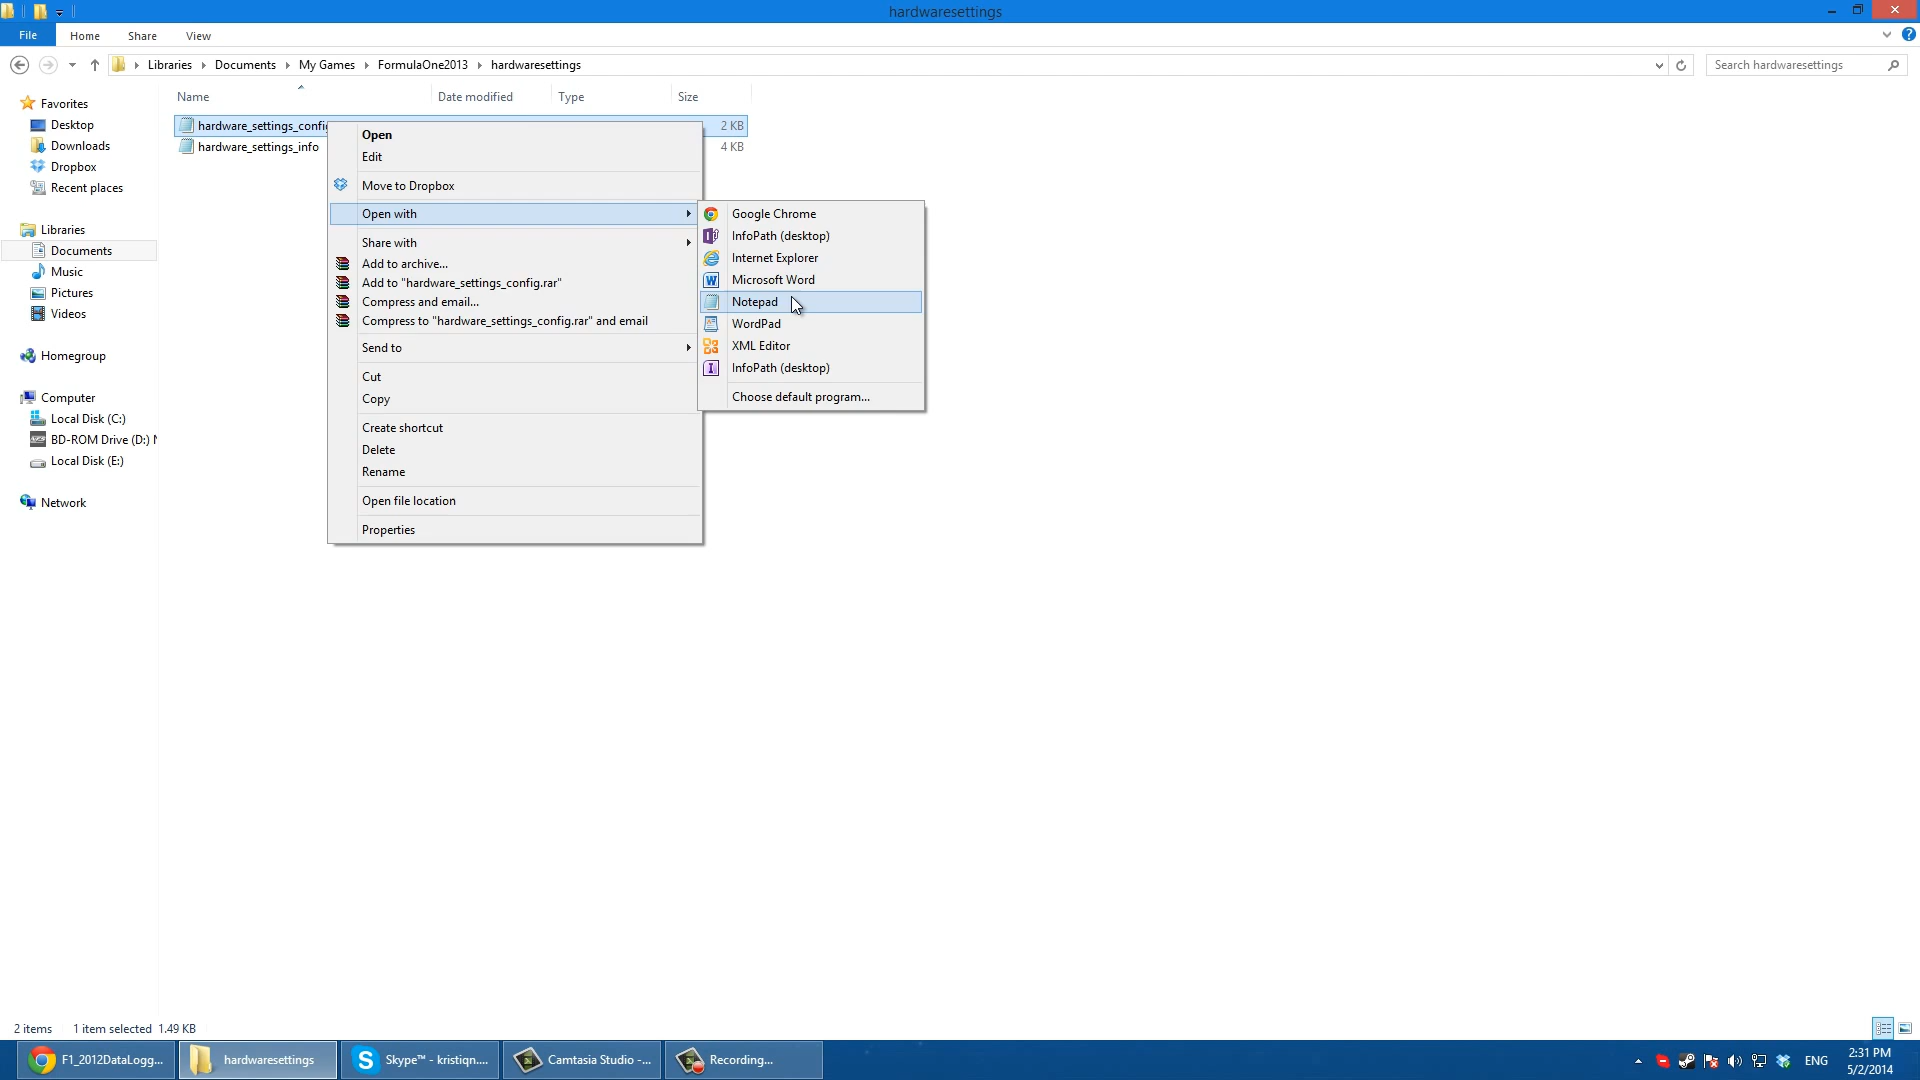 hardwaresettings
File Home Share View
Libraries Documents My Games FormulaOne2013 hardwaresettings
Search hardwaresettings
Name Date modified Type Size
hardware_settings_config 2 KB
hardware_settings_info 4 KB
Favorites
Desktop
Downloads
Dropbox
Recent places
Libraries
Documents
Music
Pictures
Videos
Homegroup
Computer
Local Disk (C:)
BD-ROM Drive (D:)
Local Disk (E:)
Network
Open
Edit
Move to Dropbox
Open with
Share with
Add to archive...
Add to "hardware_settings_config.rar"
Compress and email...
Compress to "hardware_settings_config.rar" and email
Send to
Cut
Copy
Create shortcut
Delete
Rename
Open file location
Properties
Google Chrome
InfoPath (desktop)
Internet Explorer
Microsoft Word
Notepad
WordPad
XML Editor
InfoPath (desktop)
Choose default program...
2 items 1 item selected 1.49 KB
F1_2012DataLogg... hardwaresettings Skype™ - kristiqn.... Camtasia Studio -... Recording... ENG
2:31 PM
5/2/2014